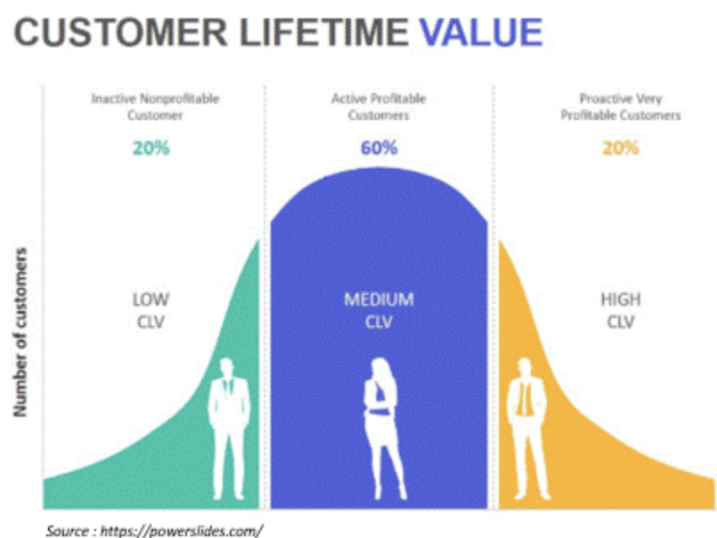 CUSTOMER LIFETIME VALUE
Inactive Nonprofitable
Customer
20%
Active Profitable
Customers
60%
Proactive Very
Profitable Customers
20%
Number of customers
LOW
CLV
MEDIUM
CLV
HIGH
CLV
Source : https://powerslides.com/